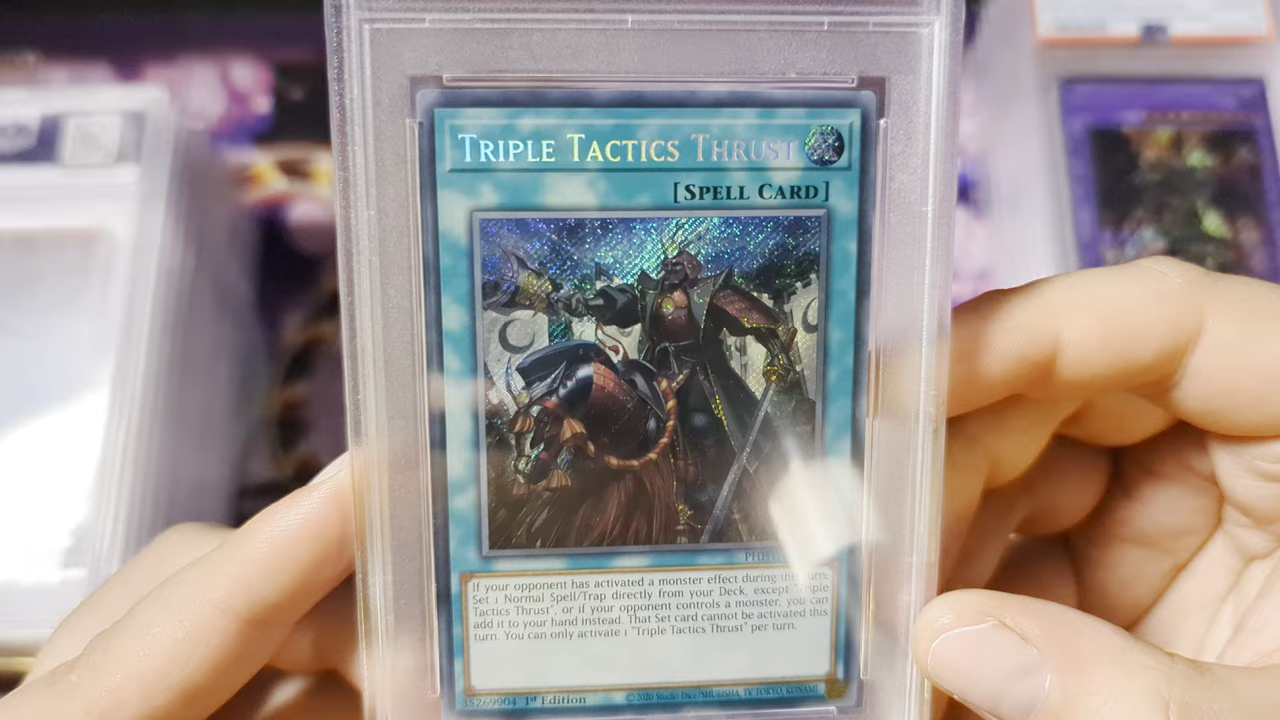 TRIPLE TACTICS THRUST
[SPELL CARD]
PHHY
If your opponent has activated a monster effect during this turn:
Set 1 Normal Spell/Trap directly from your Deck, except "Triple
Tactics Thrust", or if your opponent controls a monster, you can
add it to your hand instead. That Set card cannot be activated this
turn. You can only activate 1 "Triple Tactics Thrust" per turn.
35269904 1st Edition
©2020 Studio Dice/SHUEISHA, TV TOKYO, KONAMI